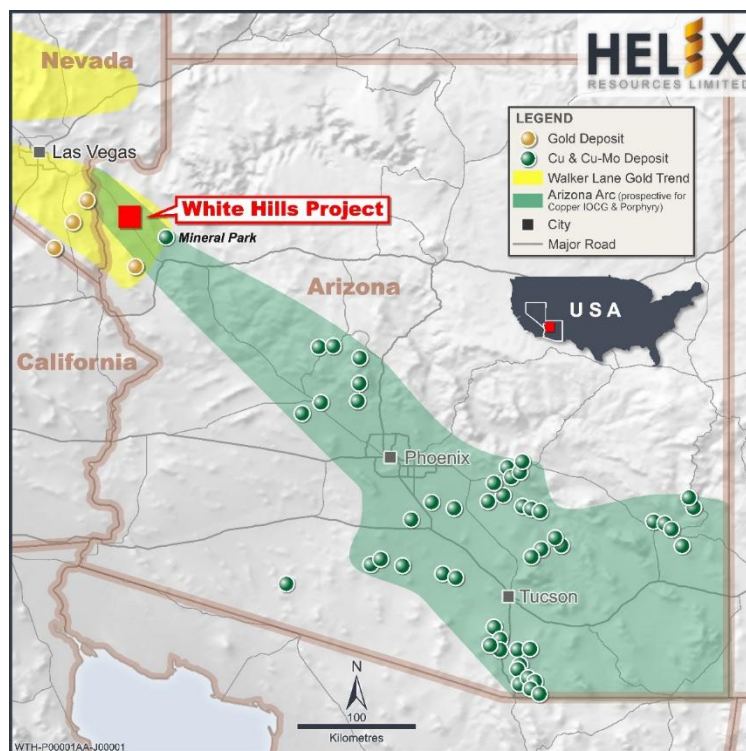 Nevada
HELIX
RESOURCES LIMITED
LEGEND
Gold Deposit
Cu & Cu-Mo Deposit
Walker Lane Gold Trend
Arizona Arc (prospective for
Copper IOCG & Porphyry)
City
Major Road
Las Vegas
White Hills Project
Mineral Park
Arizona
USA
California
Phoenix
Tucson
N
100
Kilometres
WTH-P00001AA-J00001